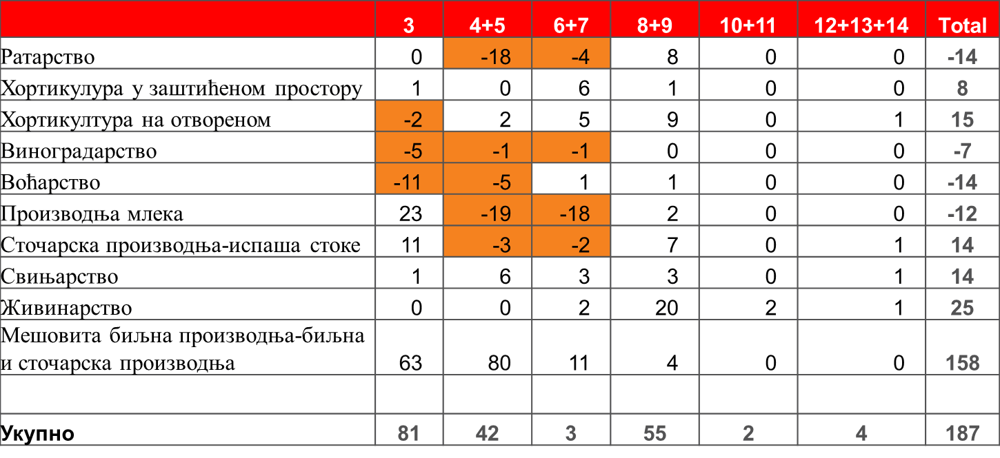 3 4+5 6+7 8+9 10+11 12+13+14 Total
Ратарство 0 -18 -4 8 0 0 -14
Хортикулура у заштићеном простору 1 0 6 1 0 0 8
Хортикултура на отвореном -2 2 5 9 0 1 15
Виноградарство -5 -1 -1 0 0 0 -7
Воћарство -11 -5 1 1 0 0 -14
Производња млека 23 -19 -18 2 0 0 -12
Сточарска производња-испаша стоке 11 -3 -2 7 0 1 14
Свињарство 1 6 3 3 0 1 14
Живинарство 0 0 2 20 2 1 25
Мешовита биљна производња-биљна
и сточарска производња 63 80 11 4 0 0 158
Укупно 81 42 3 55 2 4 187